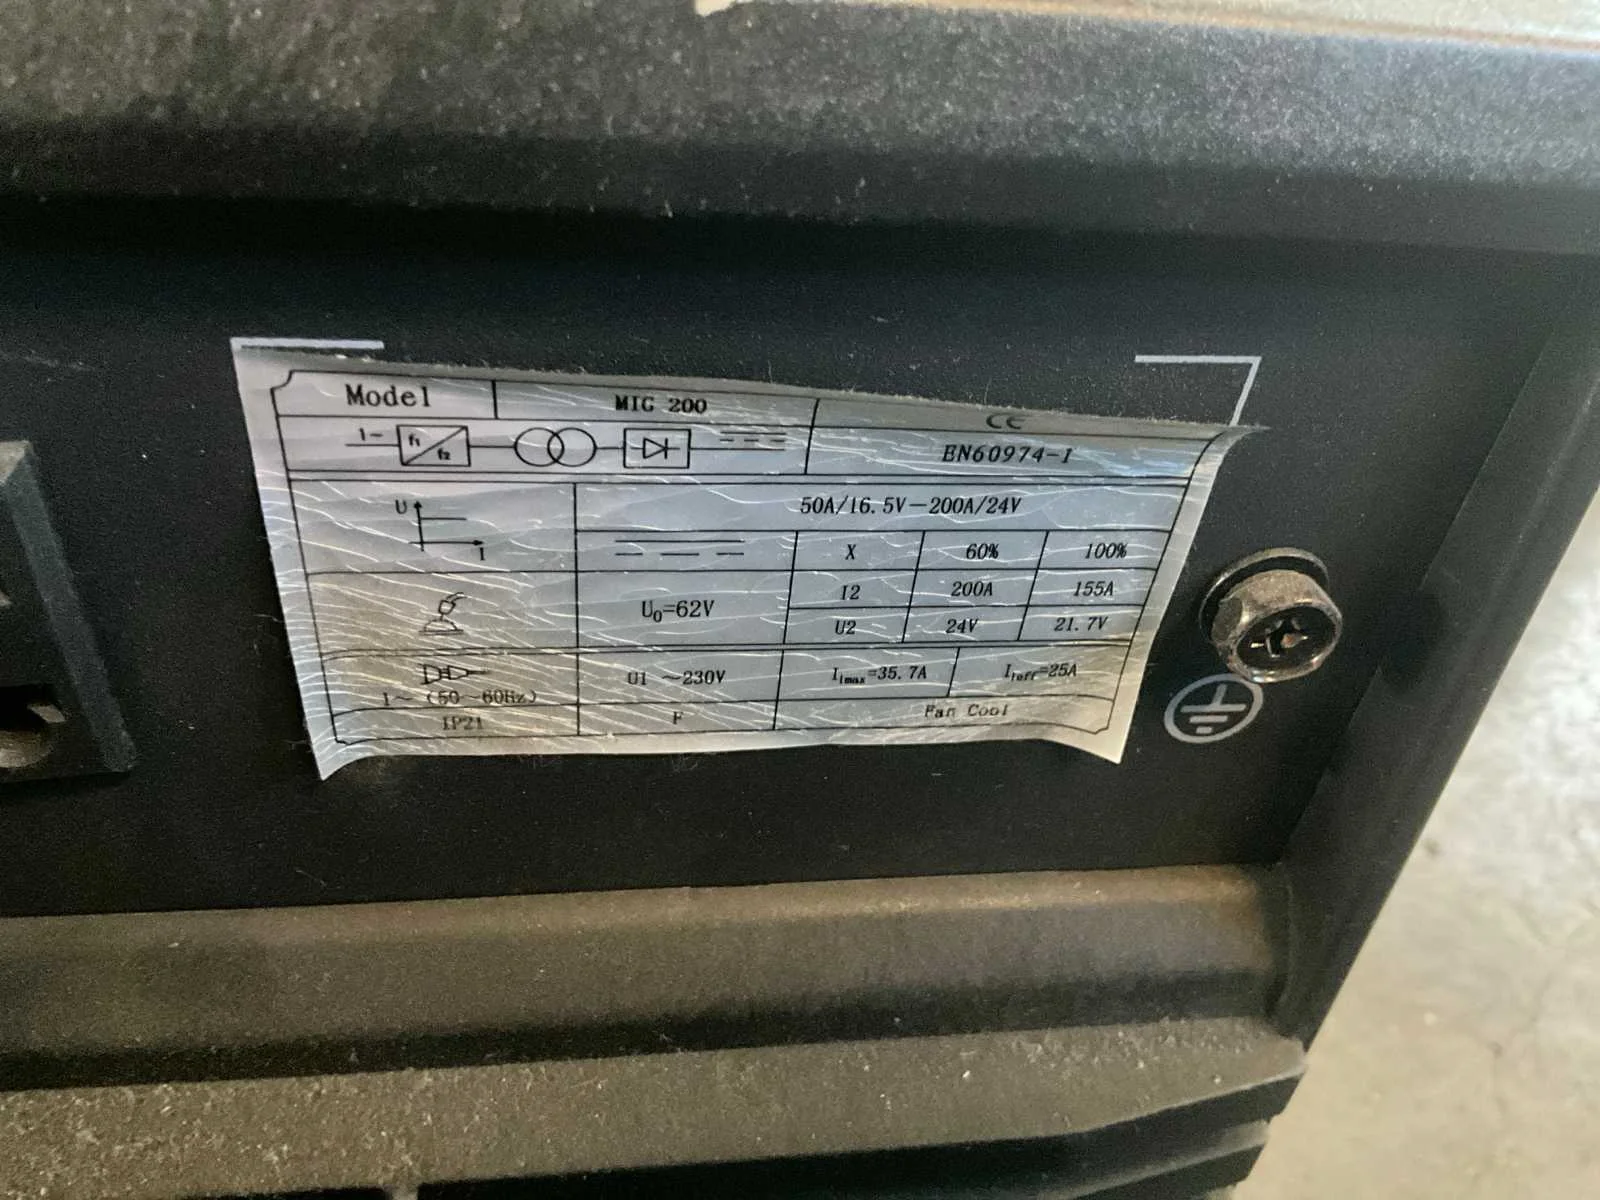 Model MIG 200 CE
1~ f1 f2 EN60974-1
U I 50A/16.5V—200A/24V
X 60% 100%
U0=62V I2 200A 155A
U2 24V 21.7V
1~ (50~60Hz) U1 ~230V I1max=35.7A I1eff=25A
IP21 F Fan Cool